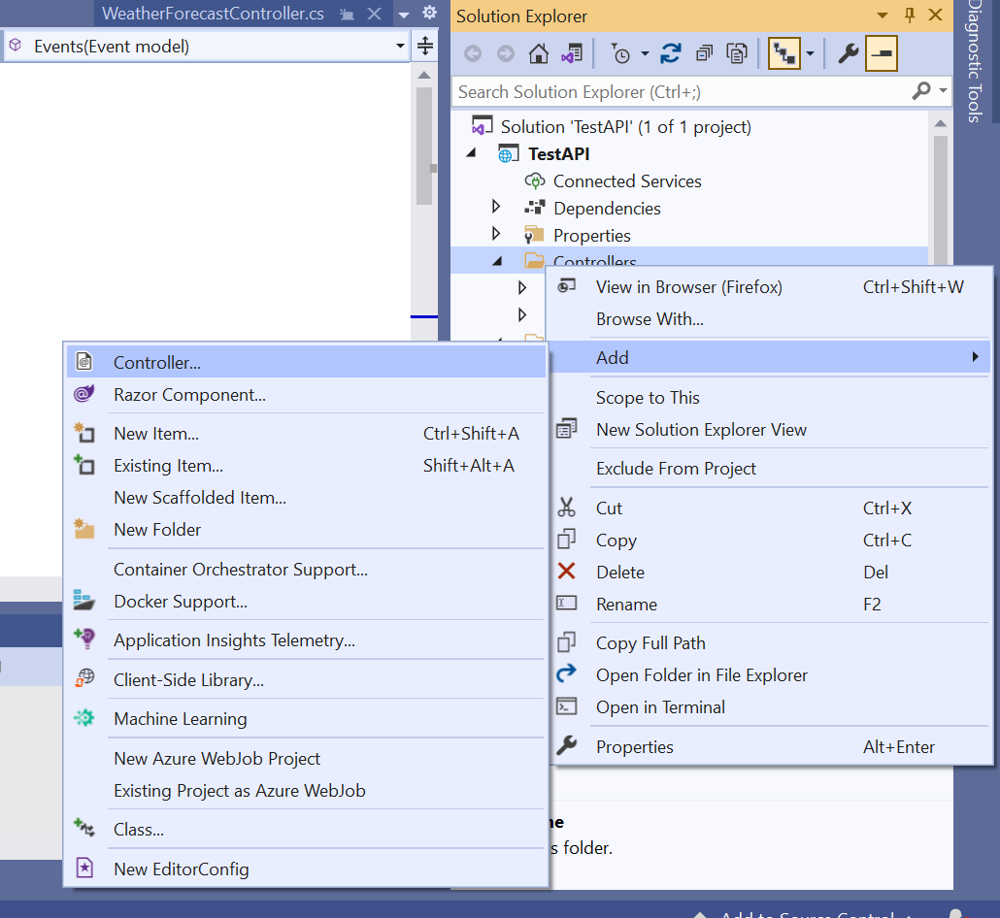 WeatherForecastController.cs
Events(Event model)
Solution Explorer
Search Solution Explorer (Ctrl+;)
Solution 'TestAPI' (1 of 1 project)
TestAPI
Connected Services
Dependencies
Properties
Controllers
Diagnostic Tools
View in Browser (Firefox) Ctrl+Shift+W
Browse With...
Add
Scope to This
New Solution Explorer View
Exclude From Project
Cut Ctrl+X
Copy Ctrl+C
Delete Del
Rename F2
Copy Full Path
Open Folder in File Explorer
Open in Terminal
Properties Alt+Enter
Controller...
Razor Component...
New Item... Ctrl+Shift+A
Existing Item... Shift+Alt+A
New Scaffolded Item...
New Folder
Container Orchestrator Support...
Docker Support...
Application Insights Telemetry...
Client-Side Library...
Machine Learning
New Azure WebJob Project
Existing Project as Azure WebJob
Class...
New EditorConfig
folder.
Add to Source Control